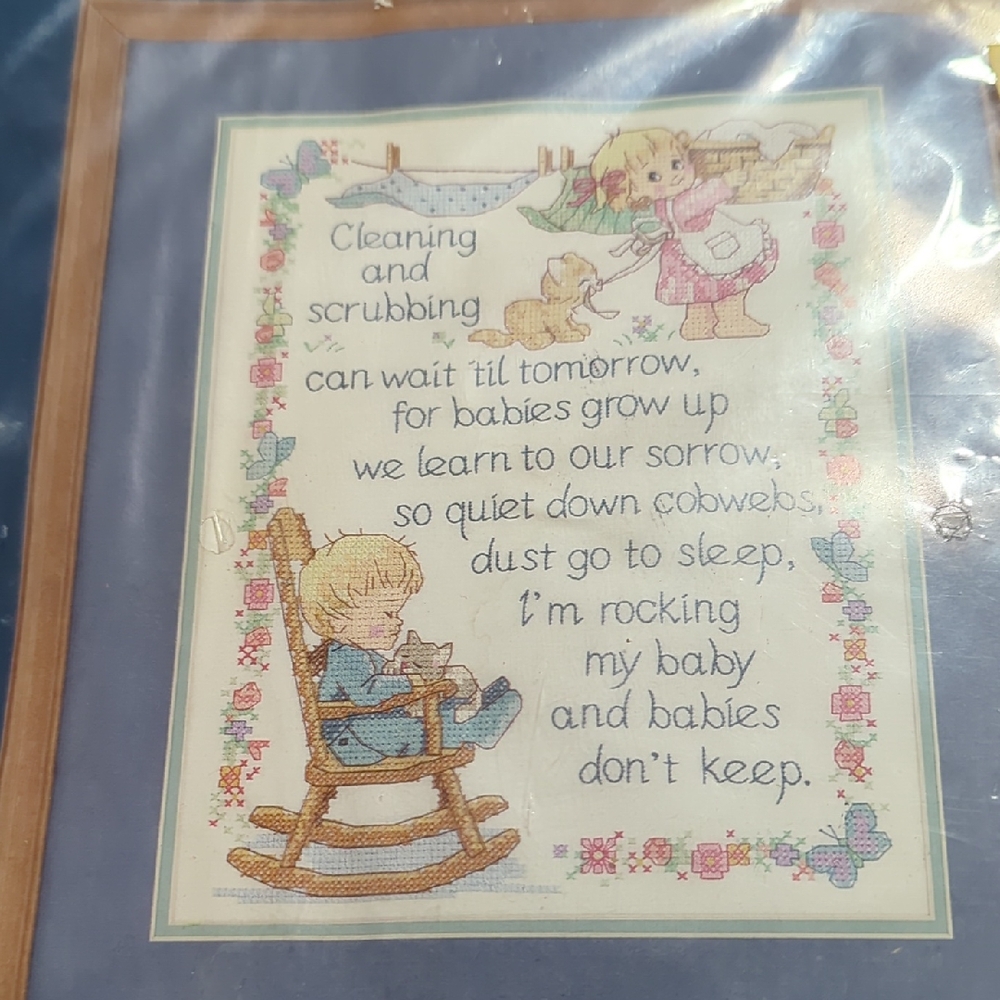 Cleaning
and
scrubbing
can wait 'til tomorrow,
for babies grow up
we learn to our sorrow,
so quiet down cobwebs,
dust go to sleep,
I'm rocking
my baby
and babies
don't keep.